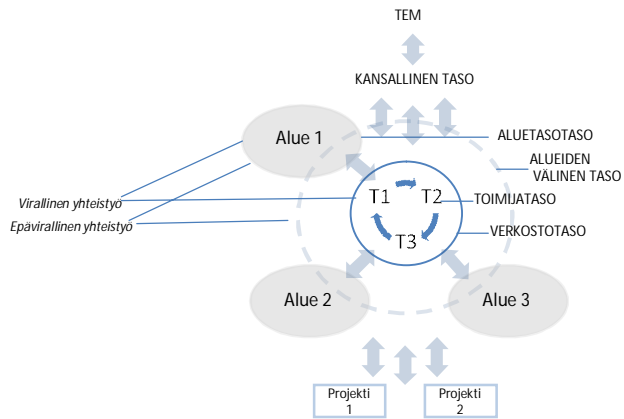 TEM
KANSALLINEN TASO
Alue 1
ALUETASOTASO
ALUEIDEN
VÄLINEN TASO
T1
T2
TOIMIJATASO
Virallinen yhteistyö
Epävirallinen yhteistyö
VERKOSTOTASO
T3
Alue 2
Alue 3
Projekti
1
Projekti
2